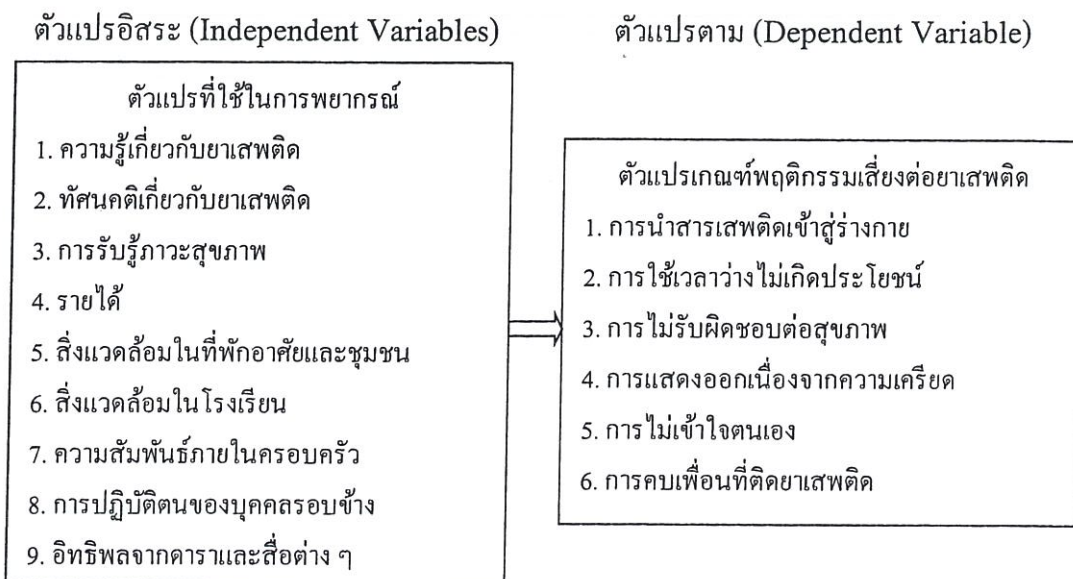 ตัวแปรอิสระ (Independent Variables)
ตัวแปรที่ใช้ในการพยากรณ์
1. ความรู้เกี่ยวกับยาเสพติด
2. ทัศนคติเกี่ยวกับยาเสพติด
3. การรับรู้ภาวะสุขภาพ
4. รายได้
5. สิ่งแวดล้อมในที่พักอาศัยและชุมชน
6. สิ่งแวดล้อมในโรงเรียน
7. ความสัมพันธ์ภายในครอบครัว
8. การปฏิบัติตนของบุคคลรอบข้าง
9. อิทธิพลจากดาราและสื่อต่าง ๆ
ตัวแปรตาม (Dependent Variable)
ตัวแปรเกณฑ์พฤติกรรมเสี่ยงต่อยาเสพติด
1. การนำสารเสพติดเข้าสู่ร่างกาย
2. การใช้เวลาว่างไม่เกิดประโยชน์
3. การไม่รับผิดชอบต่อสุขภาพ
4. การแสดงออกเนื่องจากความเครียด
5. การไม่เข้าใจตนเอง
6. การคบเพื่อนที่ติดยาเสพติด